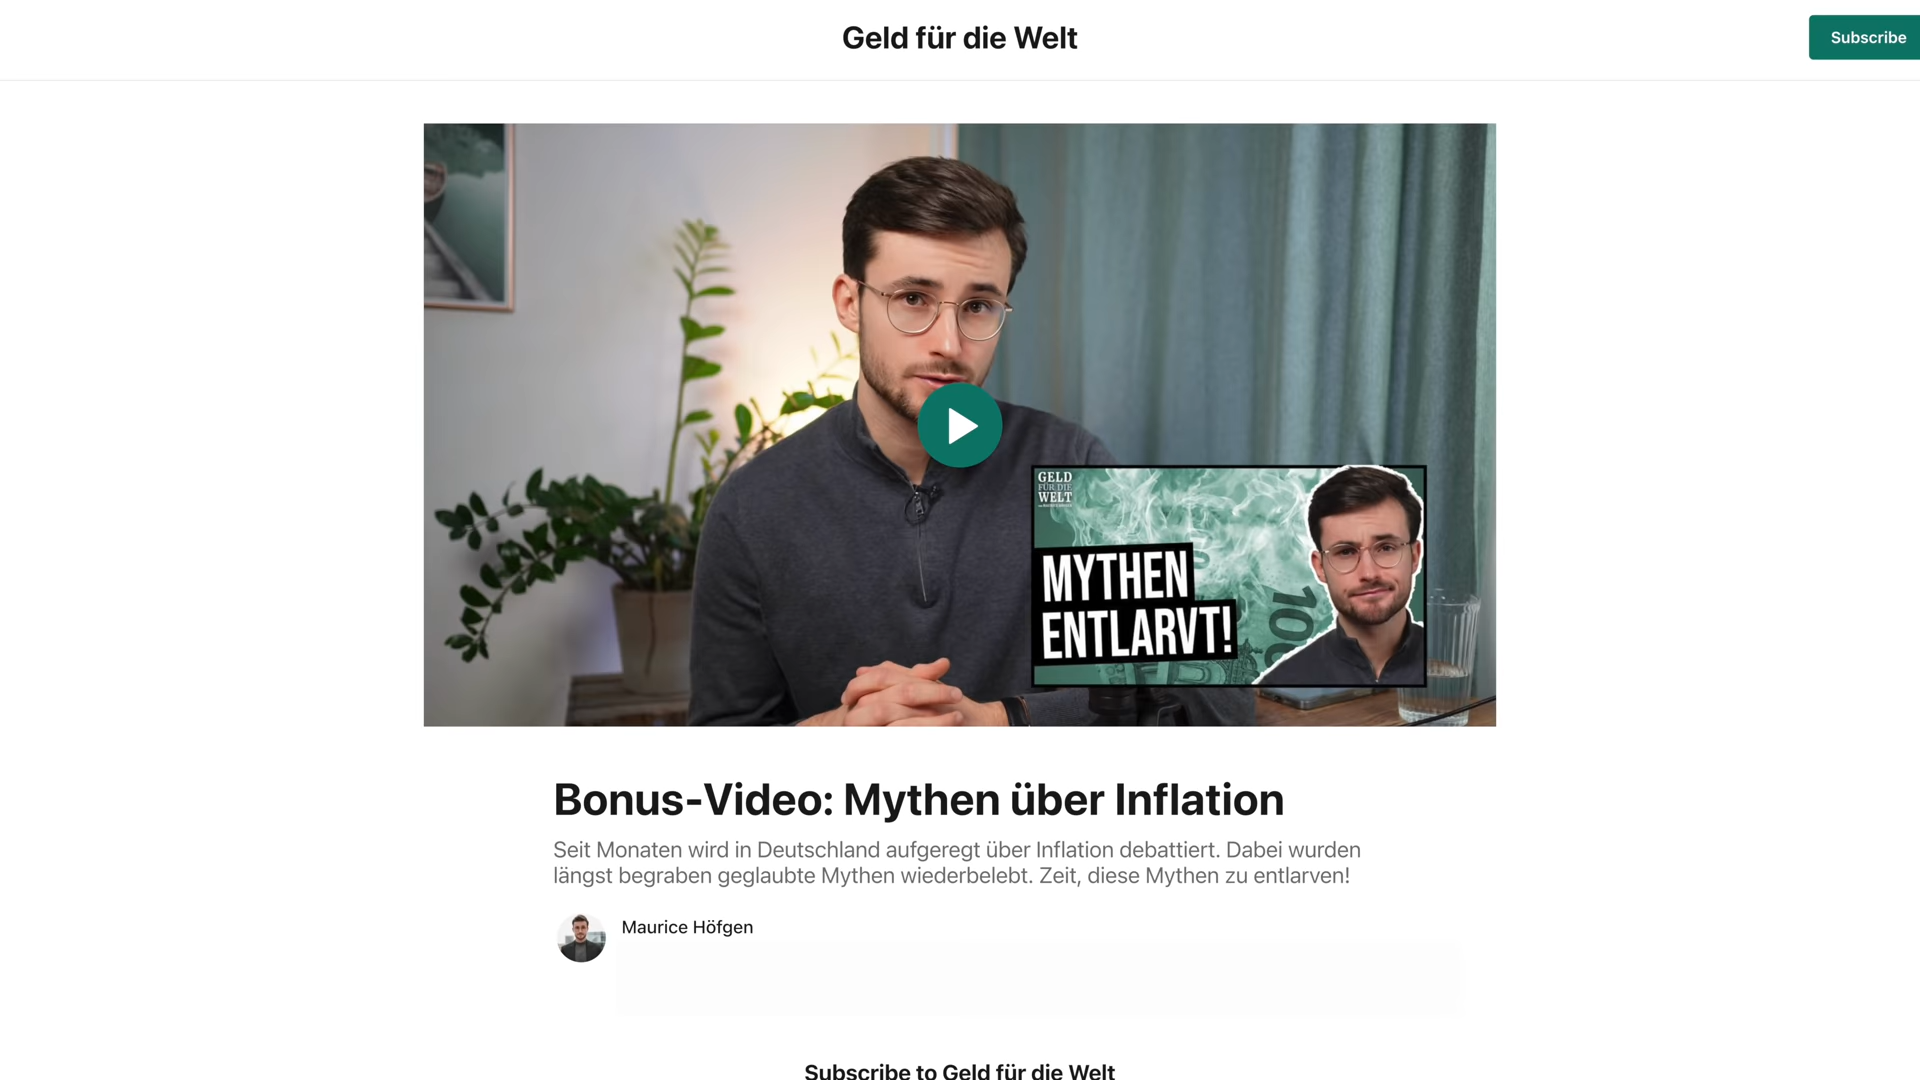 Geld für die Welt
Subscribe
GELD
FÜR DIE
WELT
MYTHEN
ENTLARVT!
100
Bonus-Video: Mythen über Inflation
Seit Monaten wird in Deutschland aufgeregt über Inflation debattiert. Dabei wurden
längst begraben geglaubte Mythen wiederbelebt. Zeit, diese Mythen zu entlarven!
Maurice Höfgen
Subscribe to Geld für die Welt